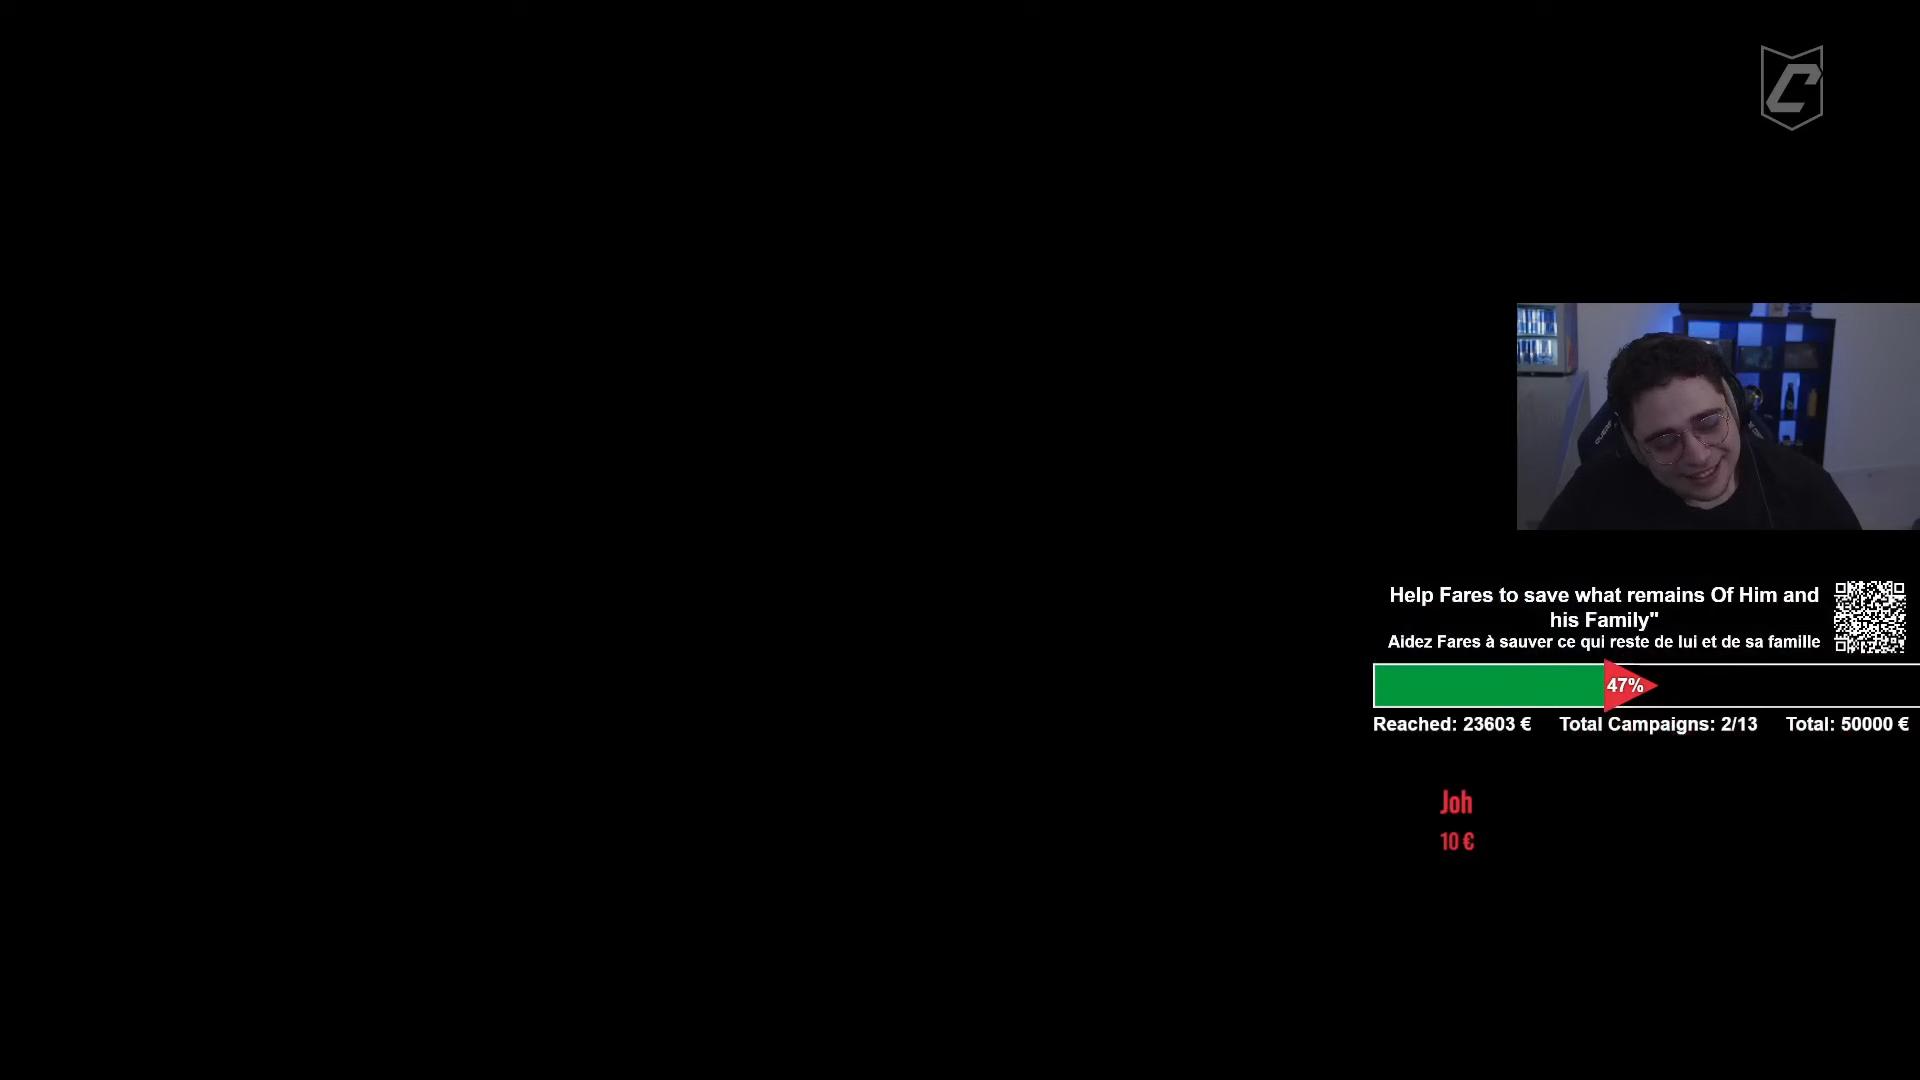 Help Fares to save what remains Of Him and
his Family"
Aidez Fares à sauver ce qui reste de lui et de sa famille
47%
Reached: 23603 € Total Campaigns: 2/13 Total: 50000 €
Joh
10 €